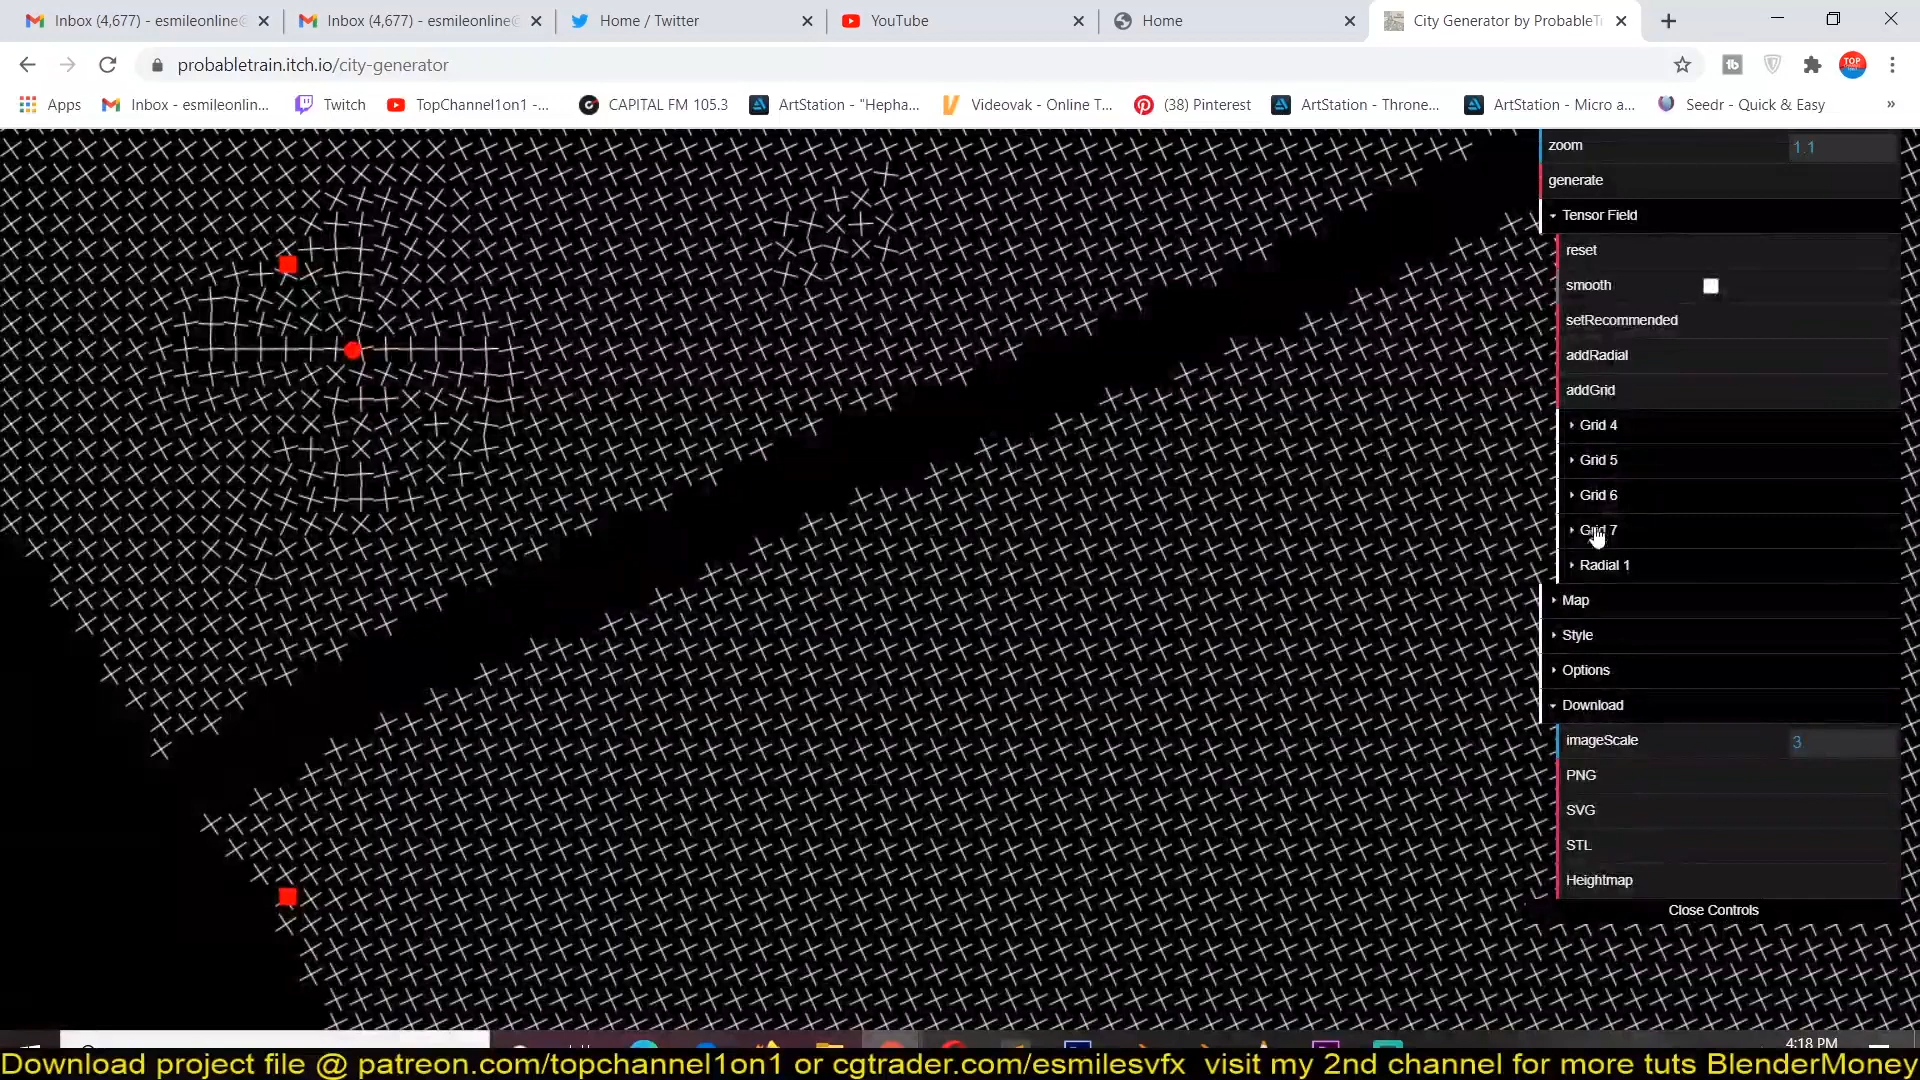 Inbox (4,677) - esmileonline@
Inbox (4,677) - esmileonline@
Home / Twitter
YouTube
Home
City Generator by ProbableT
probabletrain.itch.io/city-generator
TOP
Apps
Inbox - esmileonlin...
Twitch
TopChannel1on1 -...
CAPITAL FM 105.3
ArtStation - "Hepha...
Videovak - Online T...
(38) Pinterest
ArtStation - Throne...
ArtStation - Micro a...
Seedr - Quick & Easy
»
zoom 1.1
generate
Tensor Field
reset
smooth
setRecommended
addRadial
addGrid
Grid 4
Grid 5
Grid 6
Grid 7
Radial 1
Map
Style
Options
Download
imageScale 3
PNG
SVG
STL
Heightmap
Close Controls
4:18 PM
Download project file @ patreon.com/topchannel1on1 or cgtrader.com/esmilesvfx visit my 2nd channel for more tuts BlenderMoney